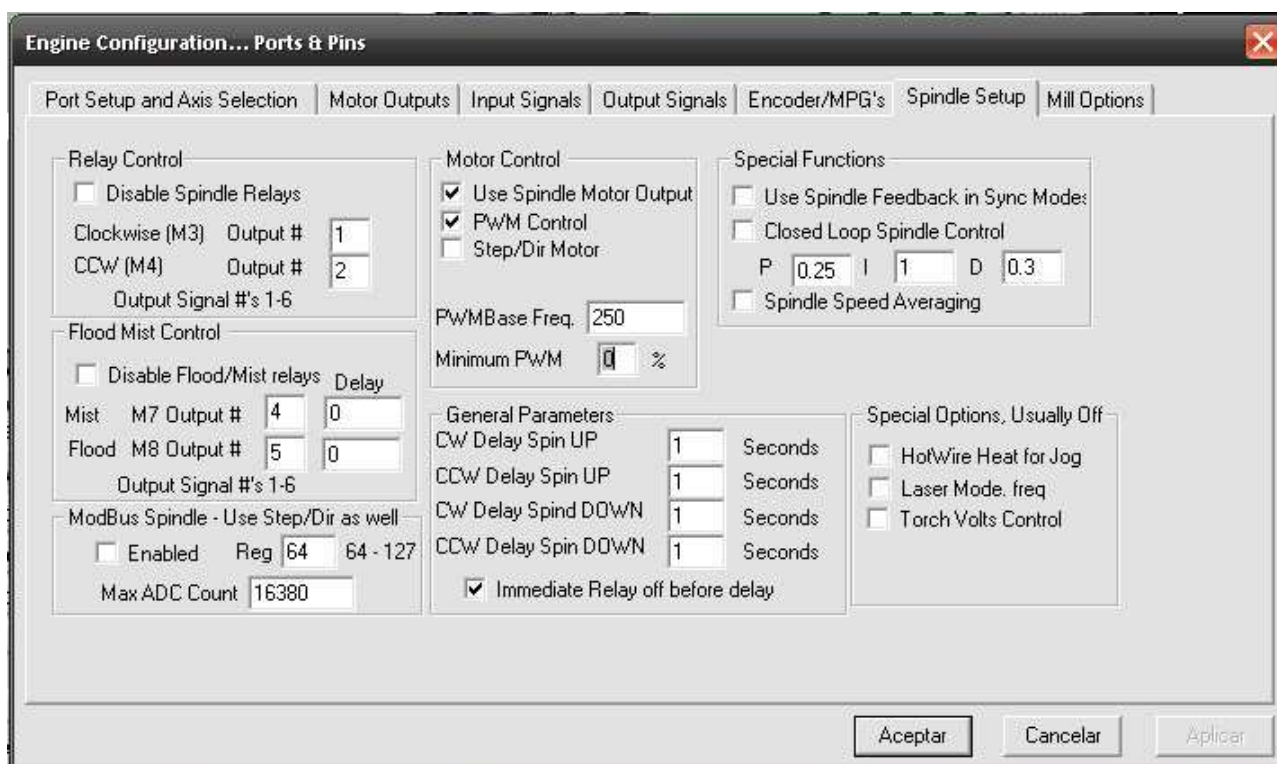 Engine Configuration... Ports & Pins
Port Setup and Axis Selection
Motor Outputs
Input Signals
Output Signals
Encoder/MPG's
Spindle Setup
Mill Options
Relay Control
Disable Spindle Relays
Clockwise (M3) Output # 1
CCW (M4) Output # 2
Output Signal #'s 1-6
Flood Mist Control
Disable Flood/Mist relays Delay
Mist M7 Output # 4 0
Flood M8 Output # 5 0
Output Signal #'s 1-6
ModBus Spindle - Use Step/Dir as well
Enabled Reg 64 64 - 127
Max ADC Count 16380
Motor Control
Use Spindle Motor Output
PWM Control
Step/Dir Motor
PWMBase Freq. 250
Minimum PWM 0 %
General Parameters
CW Delay Spin UP 1 Seconds
CCW Delay Spin UP 1 Seconds
CW Delay Spind DOWN 1 Seconds
CCW Delay Spin DOWN 1 Seconds
Immediate Relay off before delay
Special Functions
Use Spindle Feedback in Sync Modes
Closed Loop Spindle Control
P 0.25 I 1 D 0.3
Spindle Speed Averaging
Special Options, Usually Off
HotWire Heat for Jog
Laser Mode. freq
Torch Volts Control
Aceptar
Cancelar
Aplicar